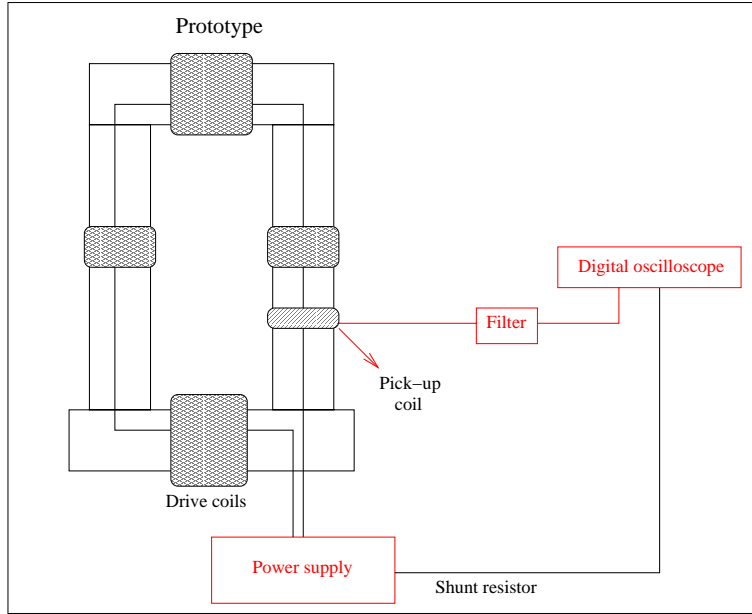 Prototype
Digital oscilloscope
Filter
Pick−up
coil
Drive coils
Power supply
Shunt resistor